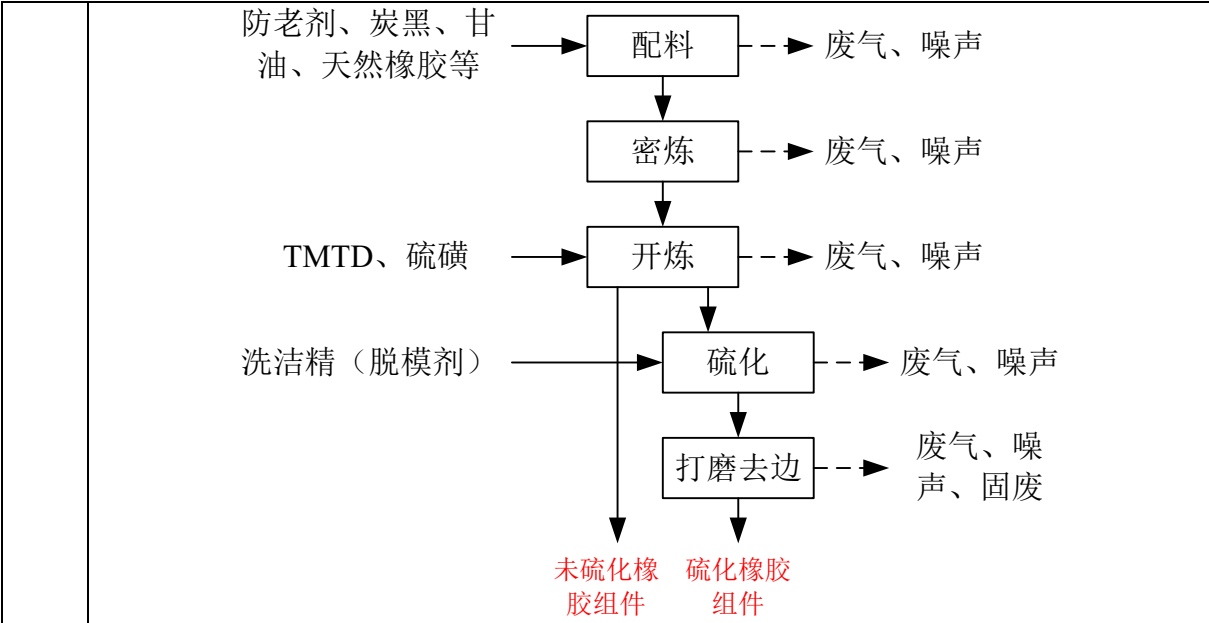 防老剂、炭黑、甘
油、天然橡胶等
配料
废气、噪声
密炼
废气、噪声
TMTD、硫磺
开炼
废气、噪声
洗洁精（脱模剂）
硫化
废气、噪声
打磨去边
废气、噪
声、固废
未硫化橡
胶组件
硫化橡胶
组件